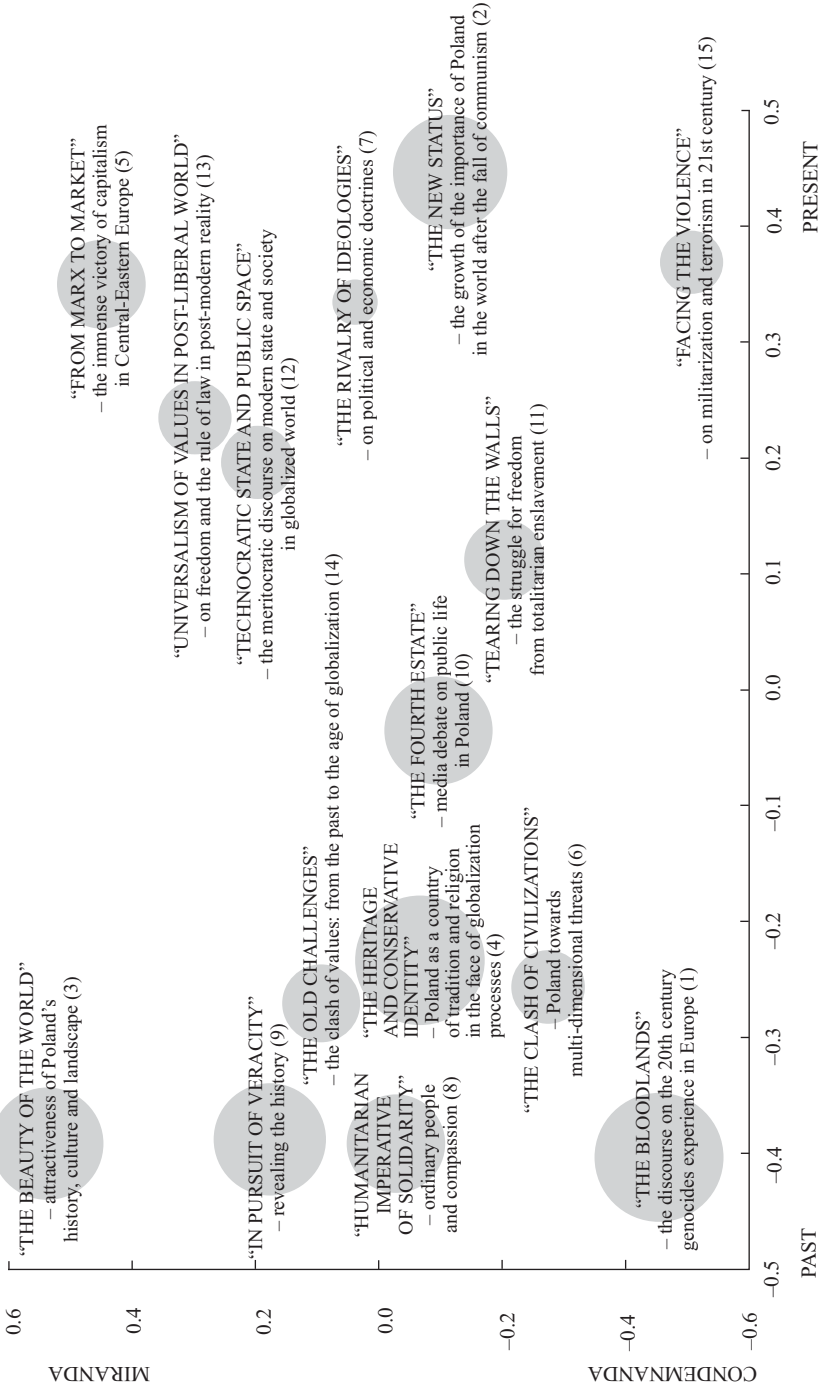 MIRANDA
CONDEMNANDA
0.6
0.4
0.2
0.0
–0.2
–0.4
–0.6
“THE BEAUTY OF THE WORLD”
– attractiveness of Poland’s
history, culture and landscape (3)
“FROM MARX TO MARKET”
– the immense victory of capitalism
in Central-Eastern Europe (5)
“UNIVERSALISM OF VALUES IN POST-LIBERAL WORLD”
– on freedom and the rule of law in post-modern reality (13)
“TECHNOCRATIC STATE AND PUBLIC SPACE”
– the meritocratic discourse on modern state and society
in globalized world (12)
“IN PURSUIT OF VERACITY”
– revealing the history (9)
“THE OLD CHALLENGES”
– the clash of values: from the past to the age of globalization (14)
“THE RIVALRY OF IDEOLOGIES”
– on political and economic doctrines (7)
“HUMANITARIAN
IMPERATIVE
OF SOLIDARITY”
– ordinary people
and compassion (8)
“THE HERITAGE
AND CONSERVATIVE
IDENTITY”
– Poland as a country
of tradition and religion
in the face of globalization
processes (4)
“THE FOURTH ESTATE”
– media debate on public life
in Poland (10)
“THE NEW STATUS”
– the growth of the importance of Poland
in the world after the fall of communism (2)
“TEARING DOWN THE WALLS”
– the struggle for freedom
from totalitarian enslavement (11)
“THE CLASH OF CIVILIZATIONS”
– Poland towards
multi-dimensional threats (6)
“THE BLOODLANDS”
– the discourse on the 20th century
genocides experience in Europe (1)
“FACING THE VIOLENCE”
– on militarization and terrorism in 21st century (15)
–0.5
–0.4
–0.3
–0.2
–0.1
0.0
0.1
0.2
0.3
0.4
0.5
PAST
PRESENT